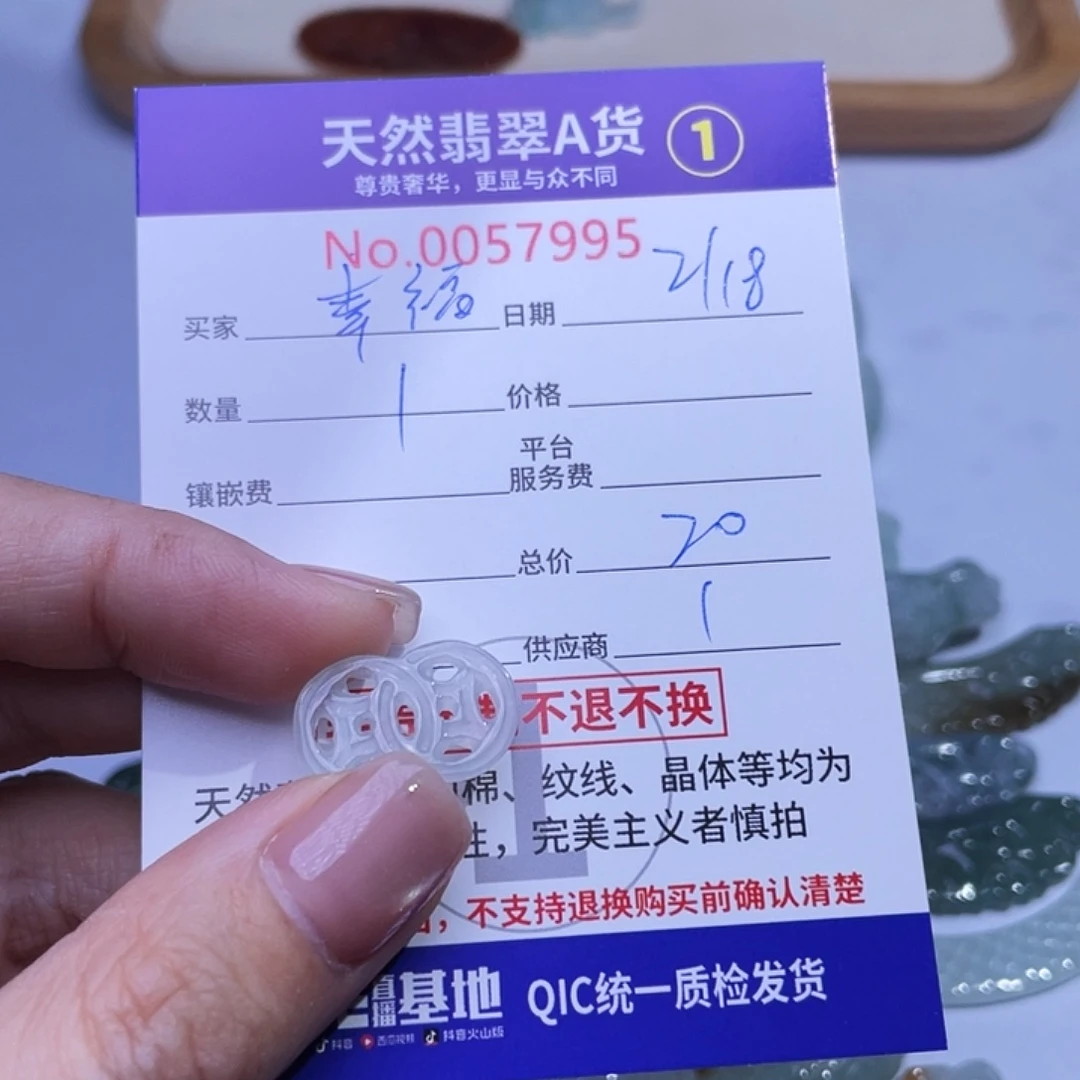 天然翡翠A货 1
尊贵奢华，更显与众不同
No.0057995
买家 幸福 日期 2/18
数量 1 价格
平台
镶嵌费 服务费
总价 20
供应商 1
不退不换
天然 棉、纹线、晶体等均为
性，完美主义者慎拍
，不支持退换购买前确认清楚
直播基地 QIC统一质检发货
抖音 西瓜视频 抖音火山版